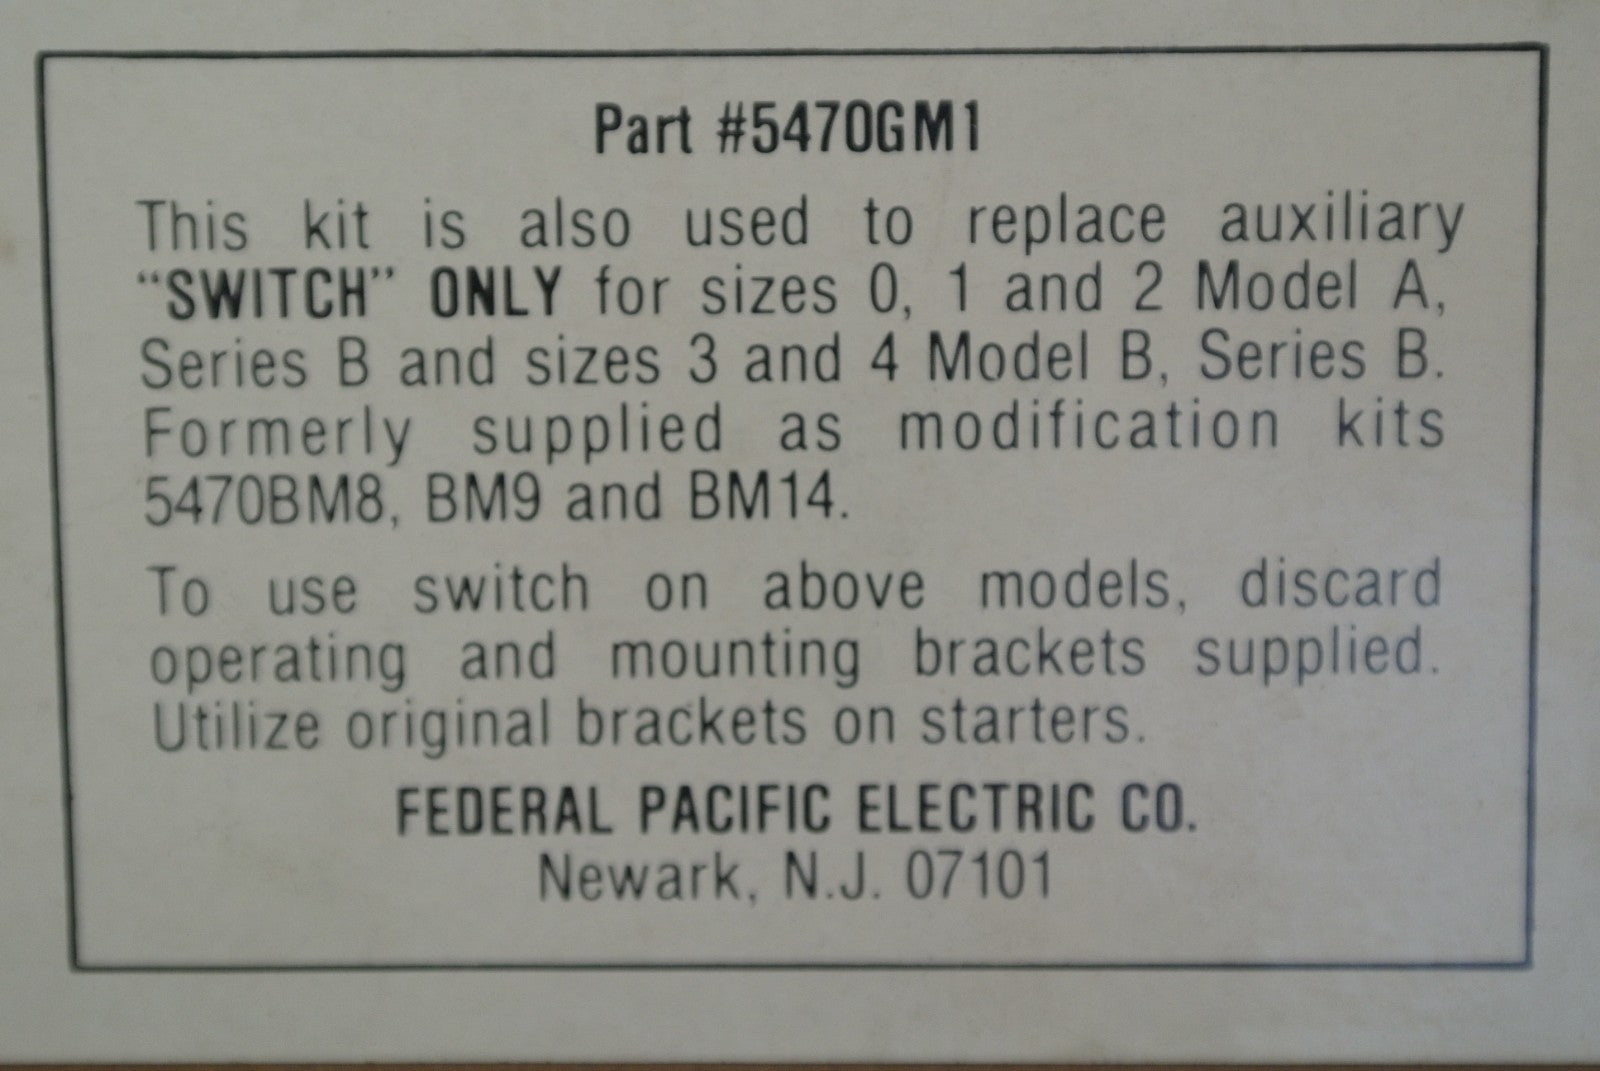 Part #5470GM1
This kit is also used to replace auxiliary
“SWITCH” ONLY for sizes 0, 1 and 2 Model A,
Series B and sizes 3 and 4 Model B, Series B.
Formerly supplied as modification kits
5470BM8, BM9 and BM14.
To use switch on above models, discard
operating and mounting brackets supplied.
Utilize original brackets on starters.
FEDERAL PACIFIC ELECTRIC CO.
Newark, N.J. 07101